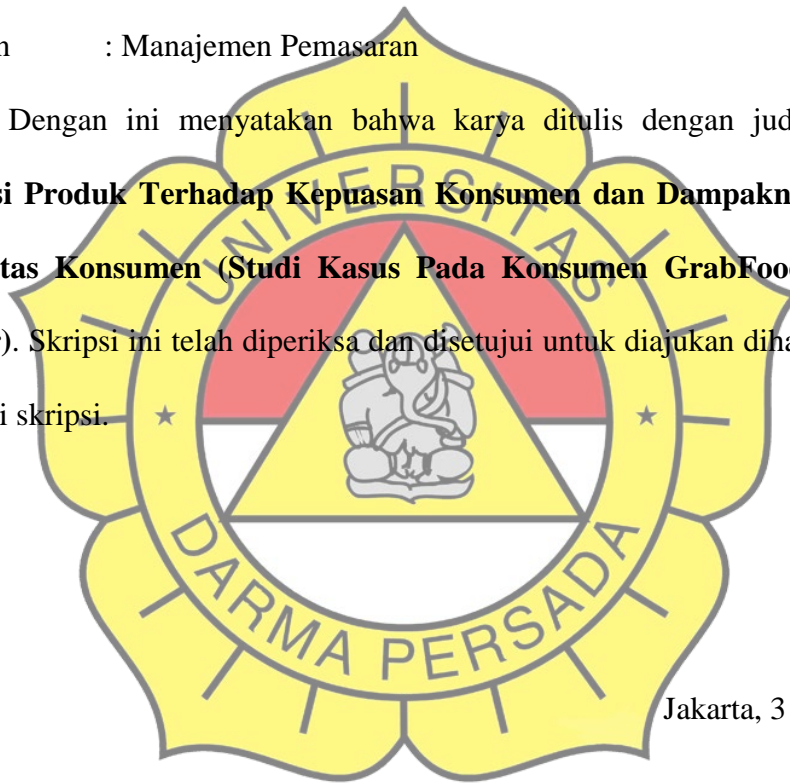 n : Manajemen Pemasaran
Dengan ini menyatakan bahwa karya ditulis dengan jud
si Produk Terhadap Kepuasan Konsumen dan Dampakn
tas Konsumen (Studi Kasus Pada Konsumen GrabFoo
). Skripsi ini telah diperiksa dan disetujui untuk diajukan diha
i skripsi.
UNIVERSITAS
DARMA PERSADA
Jakarta, 3